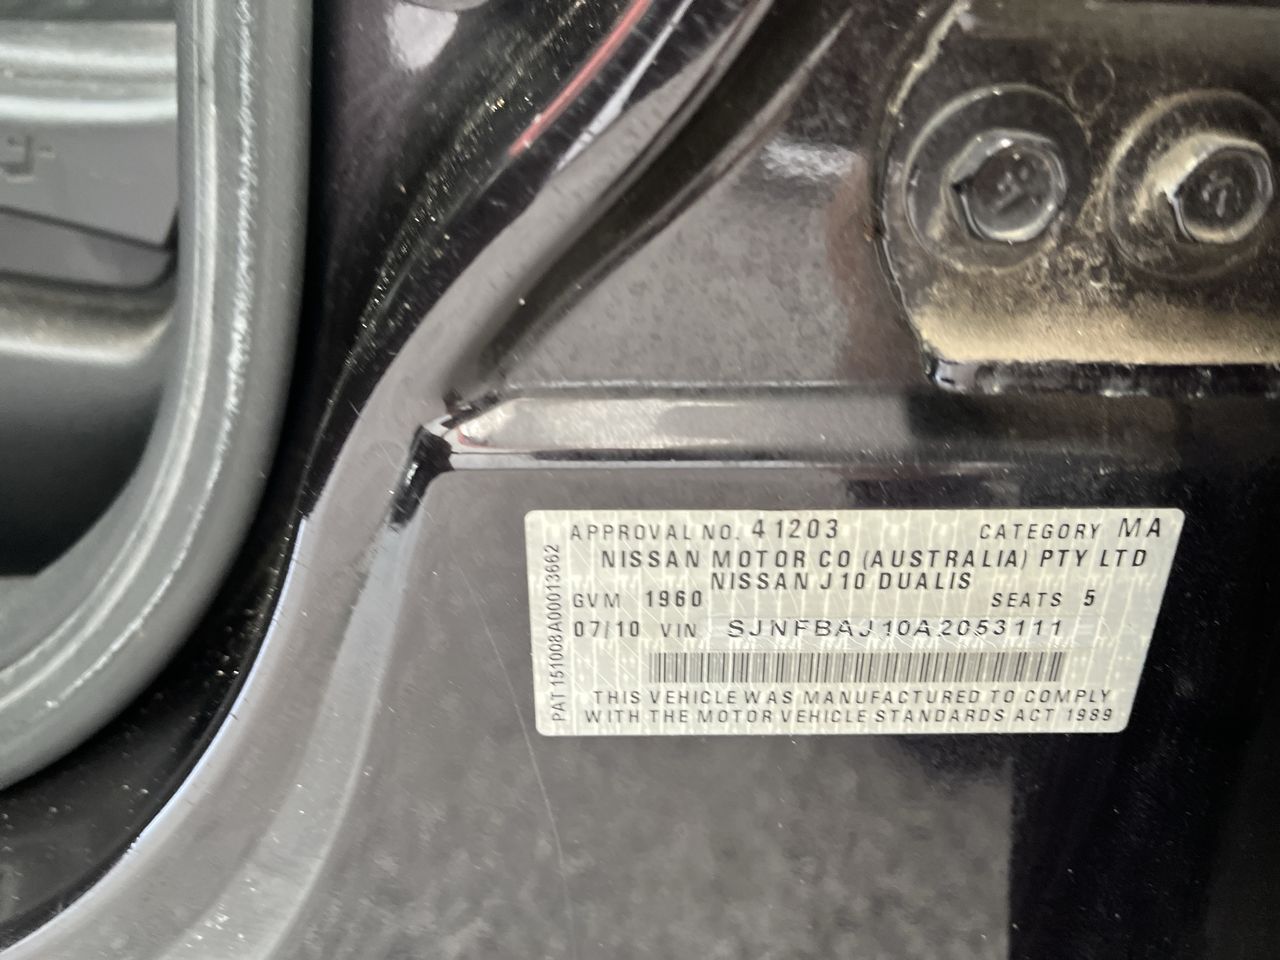 APPROVAL NO. 41203 CATEGORY MA
NISSAN MOTOR CO (AUSTRALIA) PTY LTD
NISSAN J10 DUALIS
GVM 1960 SEATS 5
07/10 VIN SJNFBAJ10A2053111
THIS VEHICLE WAS MANUFACTURED TO COMPLY
WITH THE MOTOR VEHICLE STANDARDS ACT 1989
PAT 151008A00013662